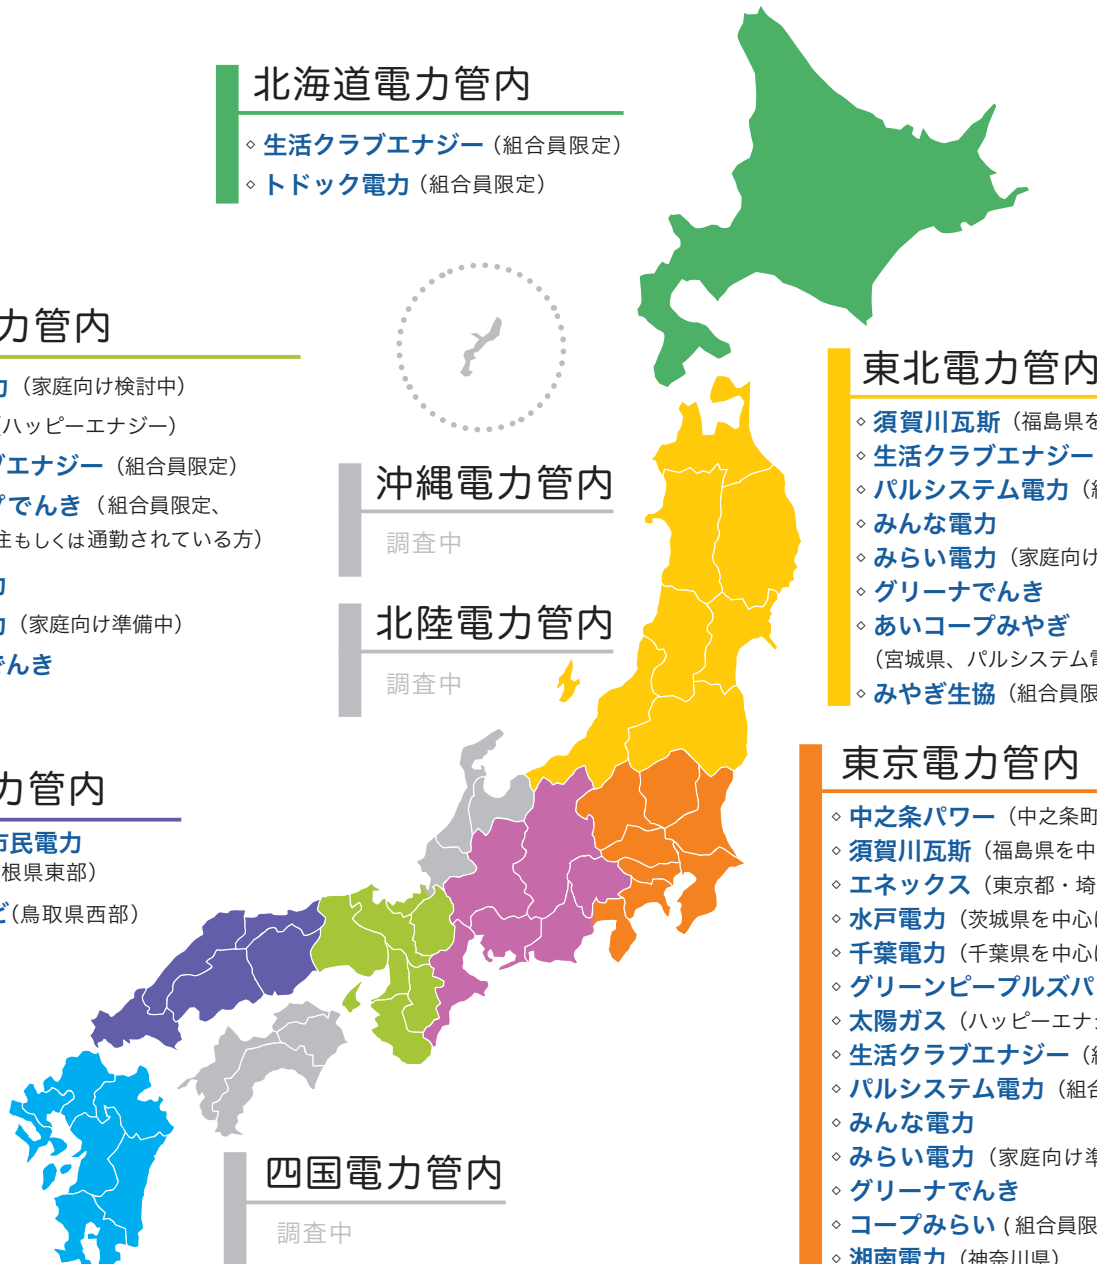 北海道電力管内
◇ 生活クラブエナジー（組合員限定）
◇ トドック電力（組合員限定）
力管内
力（家庭向け検討中）
（ハッピーエナジー）
ブエナジー（組合員限定）
プでんき（組合員限定、
住もしくは通勤されている方）
力
力（家庭向け準備中）
でんき
力管内
市民電力
根県東部）
ビ(鳥取県西部）
沖縄電力管内
調査中
北陸電力管内
調査中
東北電力管内
◇ 須賀川瓦斯（福島県を
◇ 生活クラブエナジー
◇ パルシステム電力（組
◇ みんな電力
◇ みらい電力（家庭向け
◇ グリーナでんき
◇ あいコープみやぎ
（宮城県、パルシステム電
◇ みやぎ生協（組合員限
東京電力管内
◇ 中之条パワー（中之条町
◇ 須賀川瓦斯（福島県を中
◇ エネックス（東京都・埼
◇ 水戸電力（茨城県を中心に
◇ 千葉電力（千葉県を中心に
◇ グリーンピープルズパ
◇ 太陽ガス（ハッピーエナ
◇ 生活クラブエナジー（組
◇ パルシステム電力（組合
◇ みんな電力
◇ みらい電力（家庭向け準
◇ グリーナでんき
◇ コープみらい ( 組合員限
◇ 湘南電力（神奈川県）
四国電力管内
調査中